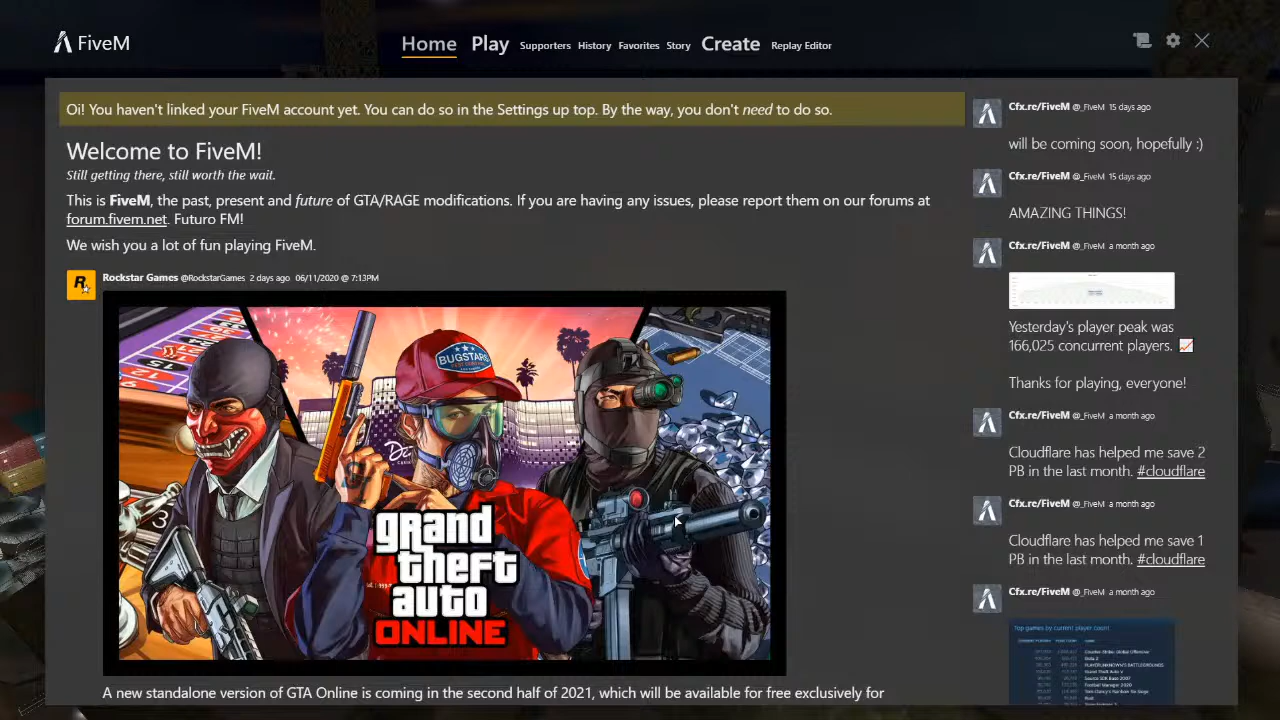 FiveM
Home Play Supporters History Favorites Story Create Replay Editor
Oi! You haven't linked your FiveM account yet. You can do so in the Settings up top. By the way, you don't need to do so.
Welcome to FiveM!
Still getting there, still worth the wait.
This is FiveM, the past, present and future of GTA/RAGE modifications. If you are having any issues, please report them on our forums at
forum.fivem.net. Futuro FM!
We wish you a lot of fun playing FiveM.
Rockstar Games @RockstarGames 2 days ago 06/11/2020 @ 7:13PM
BUGSTARS
grand
theft
auto
ONLINE
A new standalone version of GTA Online is coming in the second half of 2021, which will be available for free exclusively for
Cfx.re/FiveM @_FiveM 15 days ago
will be coming soon, hopefully :)
Cfx.re/FiveM @_FiveM 15 days ago
AMAZING THINGS!
Cfx.re/FiveM @_FiveM a month ago
Yesterday's player peak was
166,025 concurrent players. 📈
Thanks for playing, everyone!
Cfx.re/FiveM @_FiveM a month ago
Cloudflare has helped me save 2
PB in the last month. #cloudflare
Cfx.re/FiveM @_FiveM a month ago
Cloudflare has helped me save 1
PB in the last month. #cloudflare
Cfx.re/FiveM @_FiveM a month ago
Top games by current player count